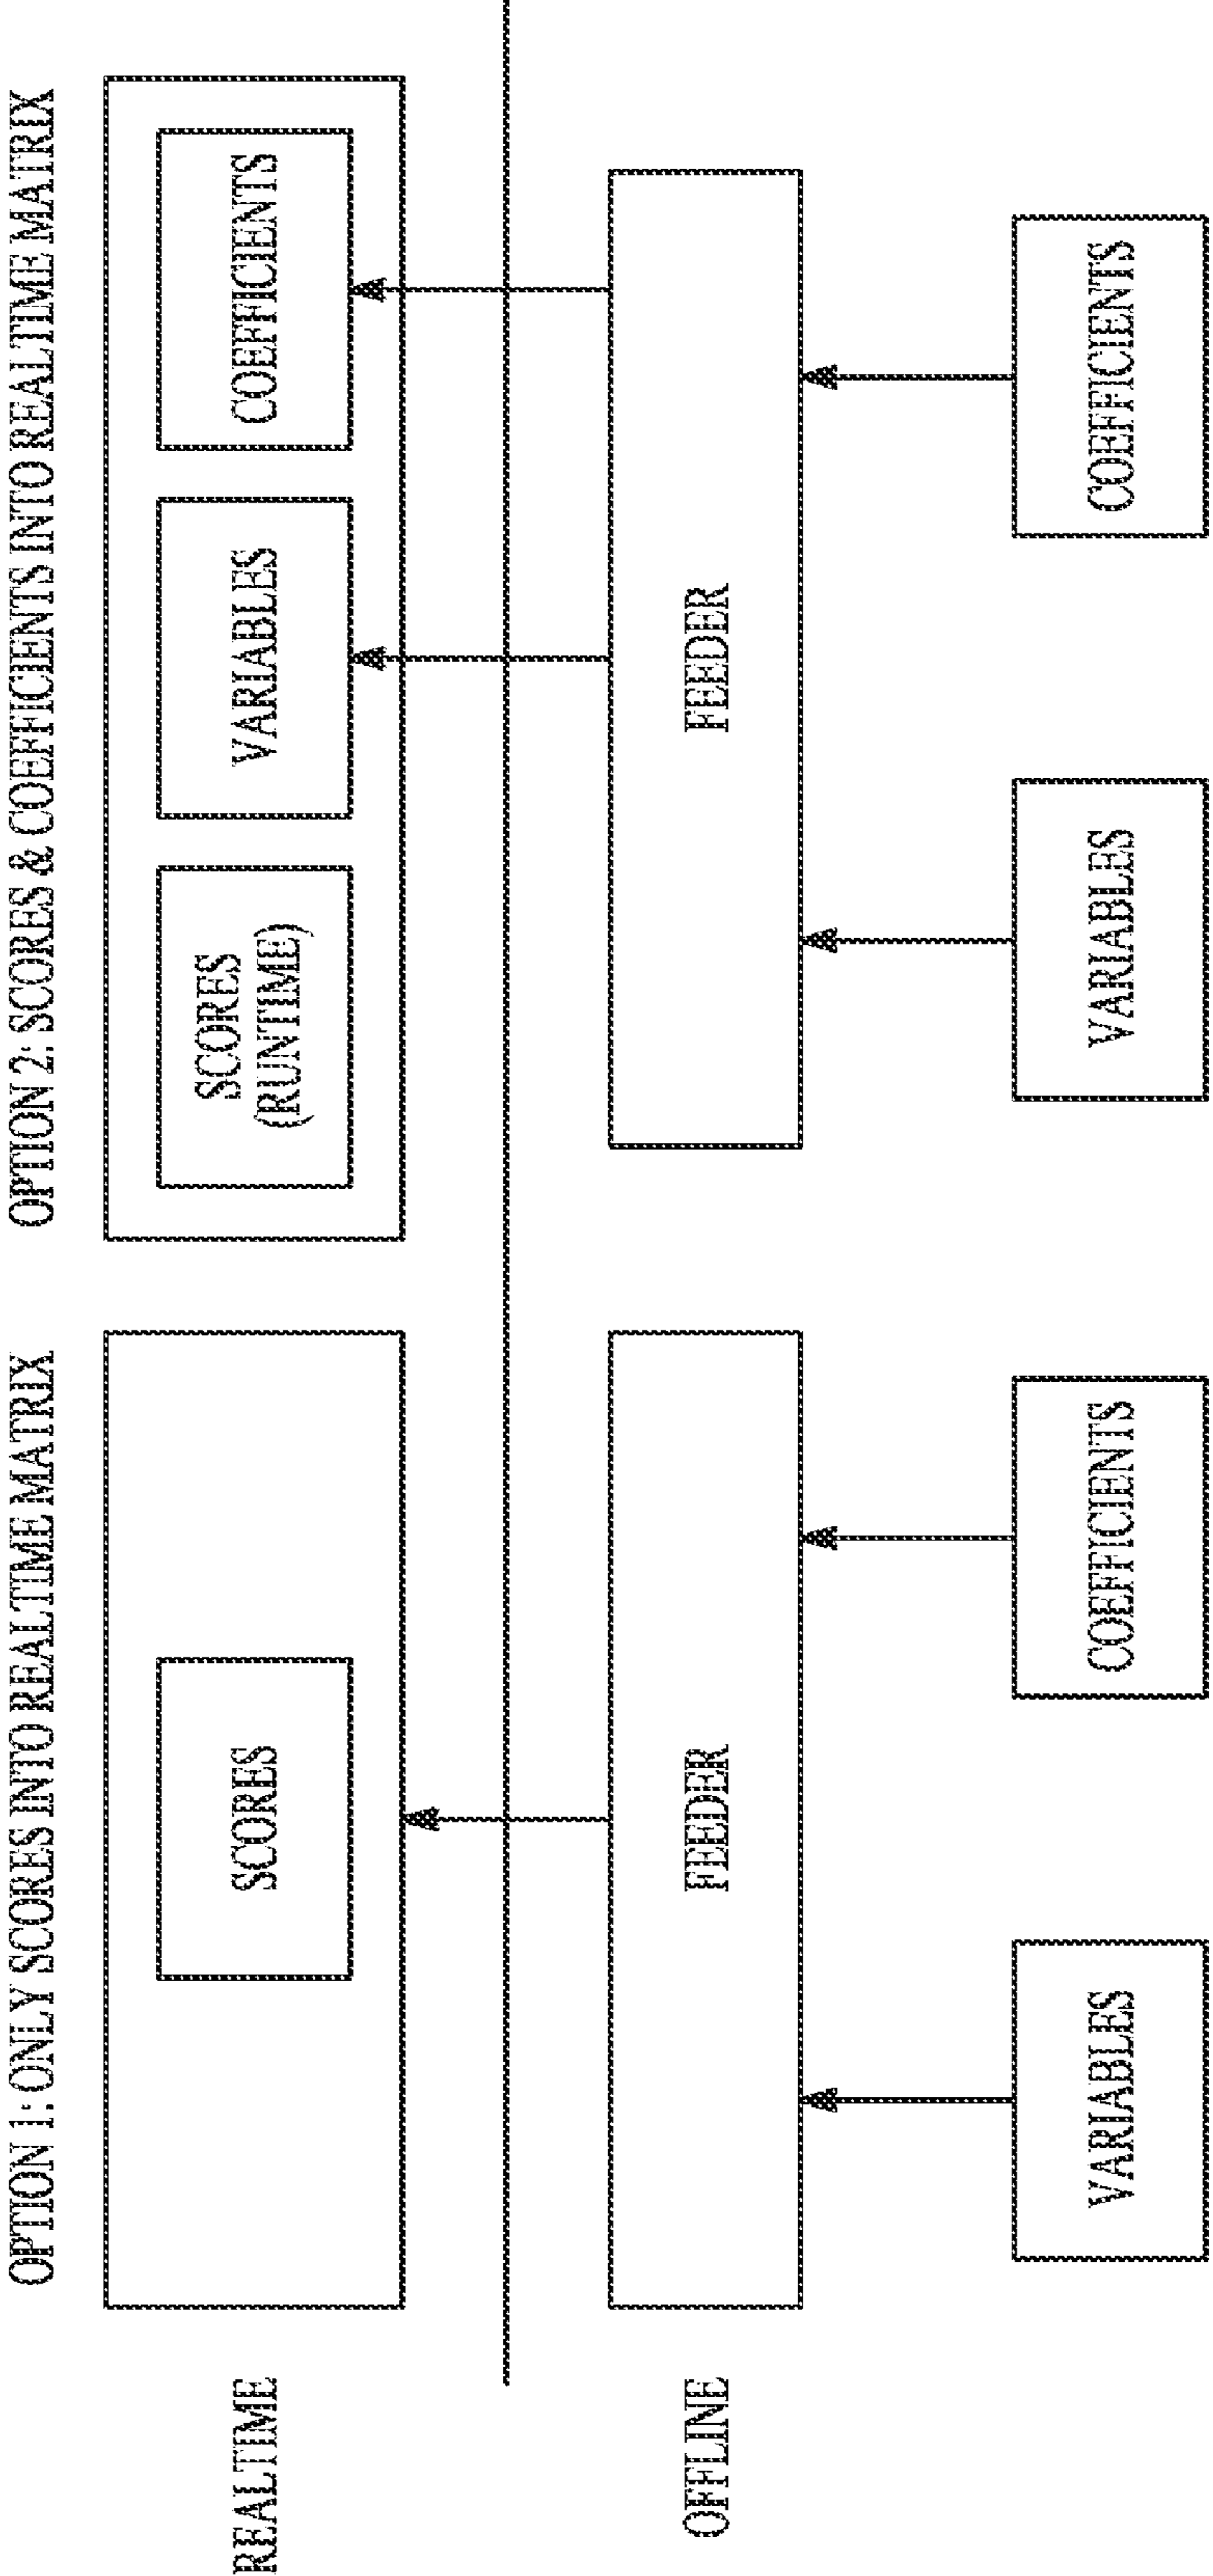 OPTION 1: ONLY SCORES INTO REALTIME MATRIX
OPTION 2: SCORES & COEFFICIENTS INTO REALTIME MATRIX
REALTIME
SCORES
SCORES
(RUNTIME)
VARIABLES
COEFFICIENTS
OFFLINE
FEEDER
FEEDER
VARIABLES
COEFFICIENTS
VARIABLES
COEFFICIENTS